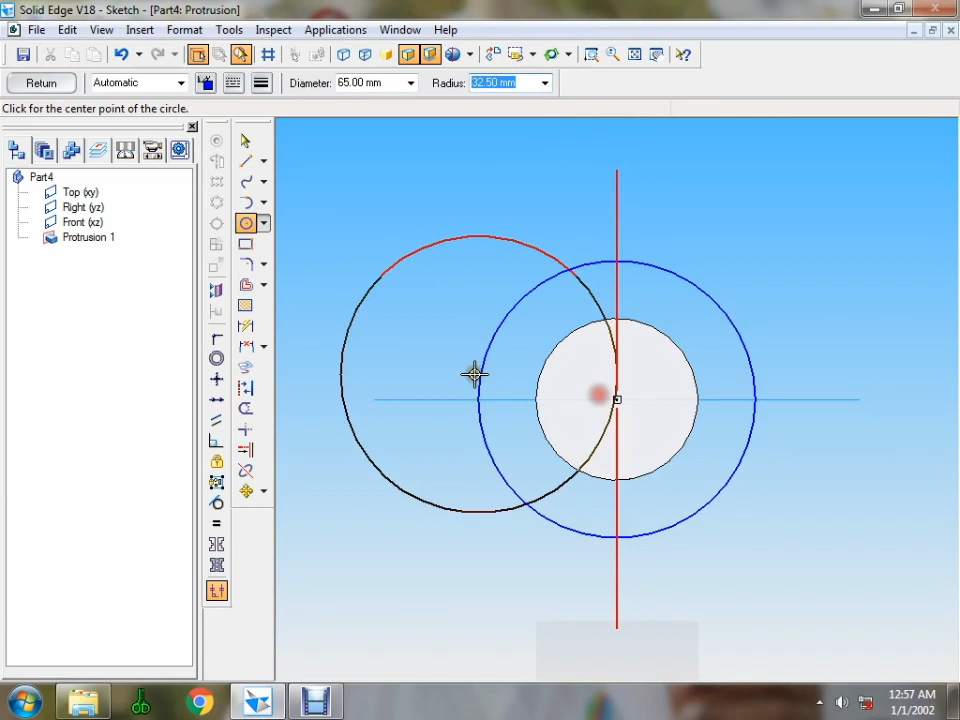 Solid Edge V18 - Sketch - [Part4: Protrusion]
File Edit View Insert Format Tools Inspect Applications Window Help
Return Automatic Diameter: 65.00 mm Radius: 32.50 mm
Click for the center point of the circle.
Part4
Top (xy)
Right (yz)
Front (xz)
Protrusion 1
12:57 AM
1/1/2002